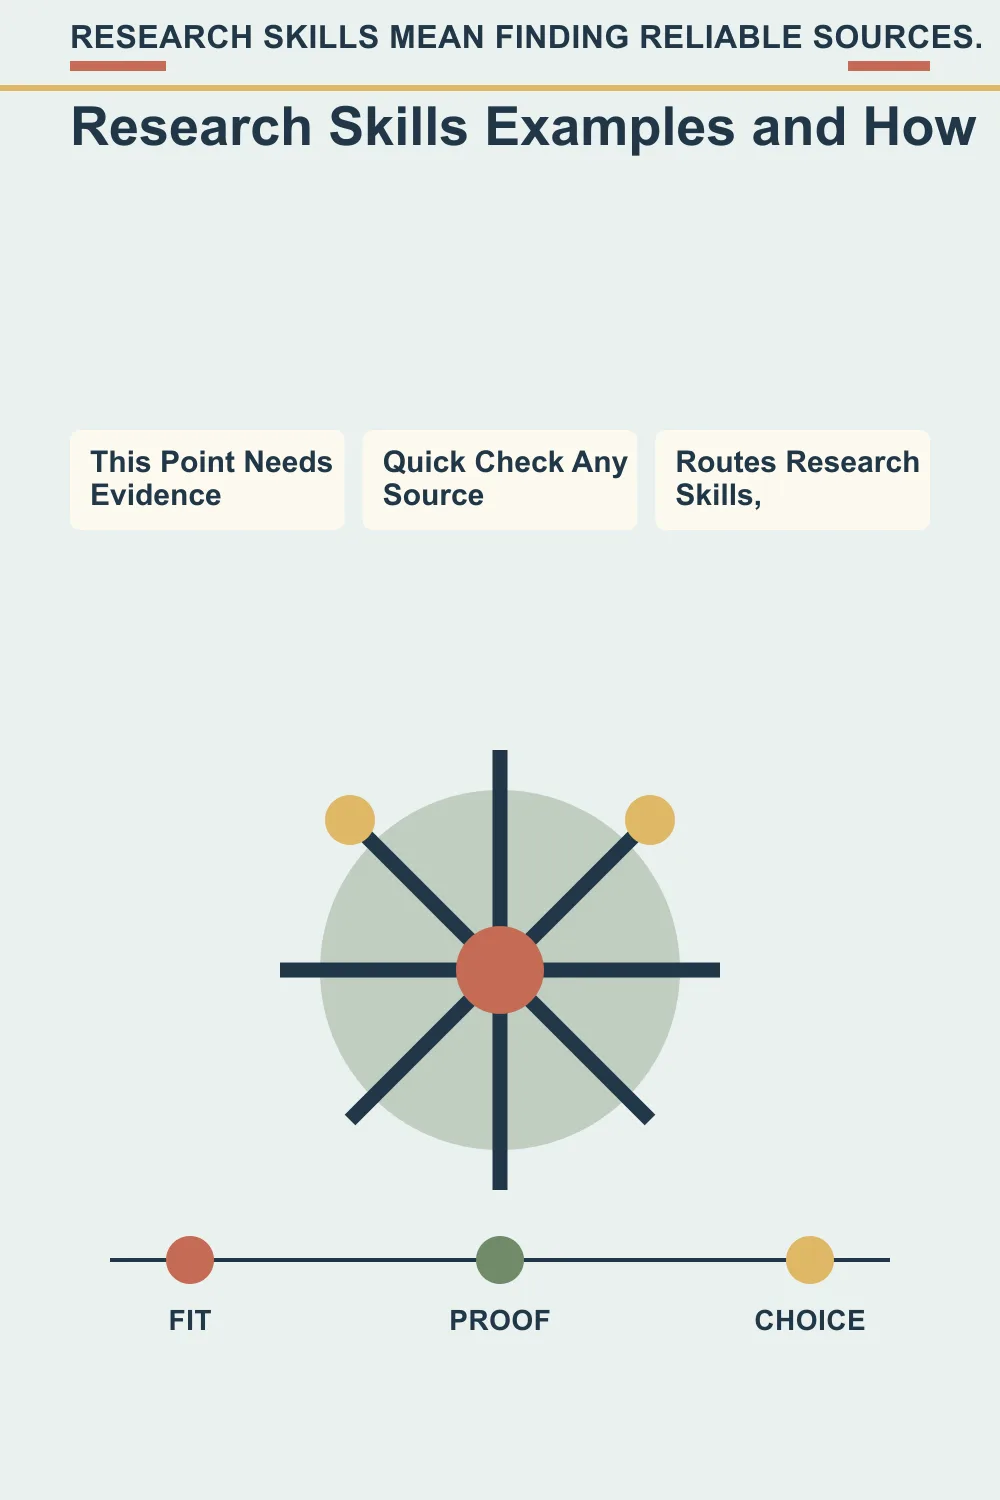 RESEARCH SKILLS MEAN FINDING RELIABLE SOURCES.
Research Skills Examples and How
This Point Needs
Evidence
Quick Check Any
Source
Routes Research
Skills,
FIT
PROOF
CHOICE